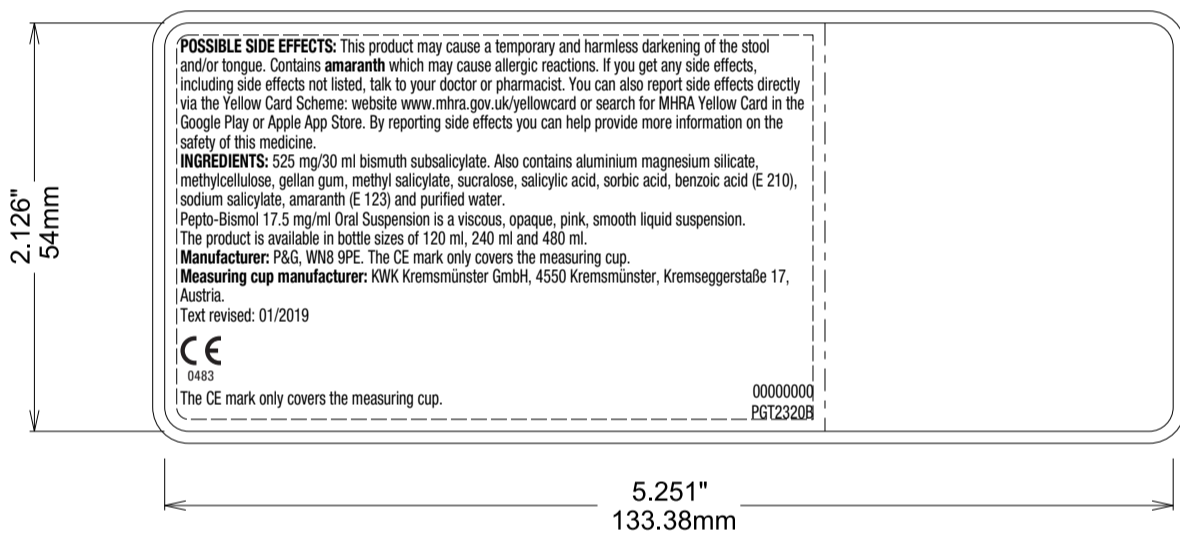 POSSIBLE SIDE EFFECTS: This product may cause a temporary and harmless darkening of the stool
and/or tongue. Contains amaranth which may cause allergic reactions. If you get any side effects,
including side effects not listed, talk to your doctor or pharmacist. You can also report side effects directly
via the Yellow Card Scheme: website www.mhra.gov.uk/yellowcard or search for MHRA Yellow Card in the
Google Play or Apple App Store. By reporting side effects you can help provide more information on the
safety of this medicine.
INGREDIENTS: 525 mg/30 ml bismuth subsalicylate. Also contains aluminium magnesium silicate,
methylcellulose, gellan gum, methyl salicylate, sucralose, salicylic acid, sorbic acid, benzoic acid (E 210),
sodium salicylate, amaranth (E 123) and purified water.
Pepto-Bismol 17.5 mg/ml Oral Suspension is a viscous, opaque, pink, smooth liquid suspension.
The product is available in bottle sizes of 120 ml, 240 ml and 480 ml.
Manufacturer: P&G, WN8 9PE. The CE mark only covers the measuring cup.
Measuring cup manufacturer: KWK Kremsmünster GmbH, 4550 Kremsmünster, Kremseggerstaße 17,
Austria.
Text revised: 01/2019
CE
0483
The CE mark only covers the measuring cup.
00000000
PGT2320B
2.126"
54mm
5.251"
133.38mm